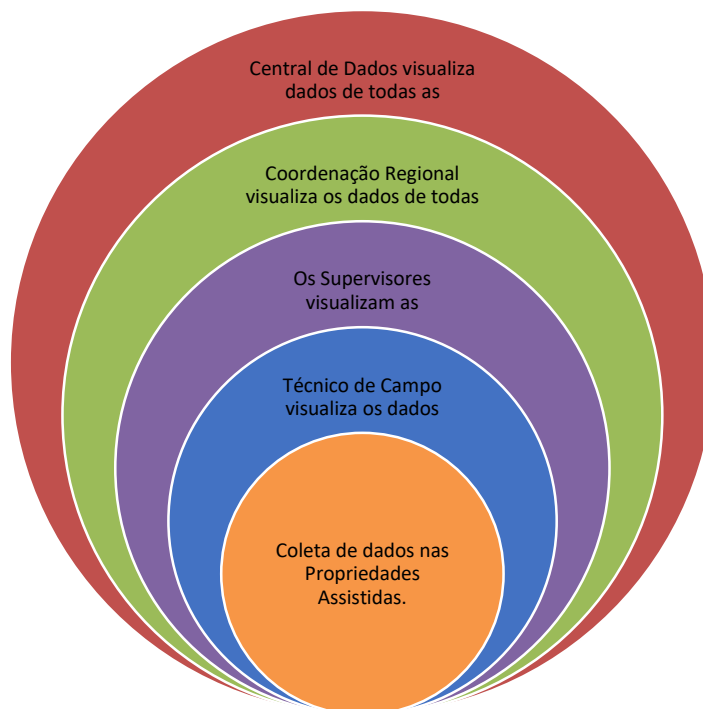 Central de Dados visualiza
dados de todas as
Coordenação Regional
visualiza os dados de todas
Os Supervisores
visualizam as
Técnico de Campo
visualiza os dados
Coleta de dados nas
Propriedades
Assistidas.